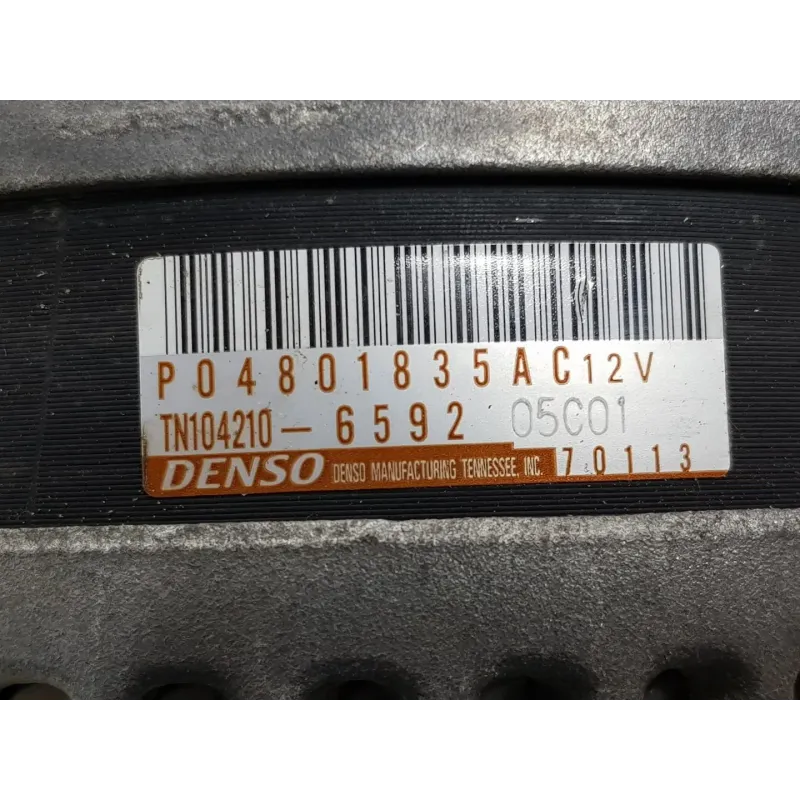 P04801835AC12V
TN104210-6592 05C01
DENSO DENSO MANUFACTURING TENNESSEE, INC. 70113